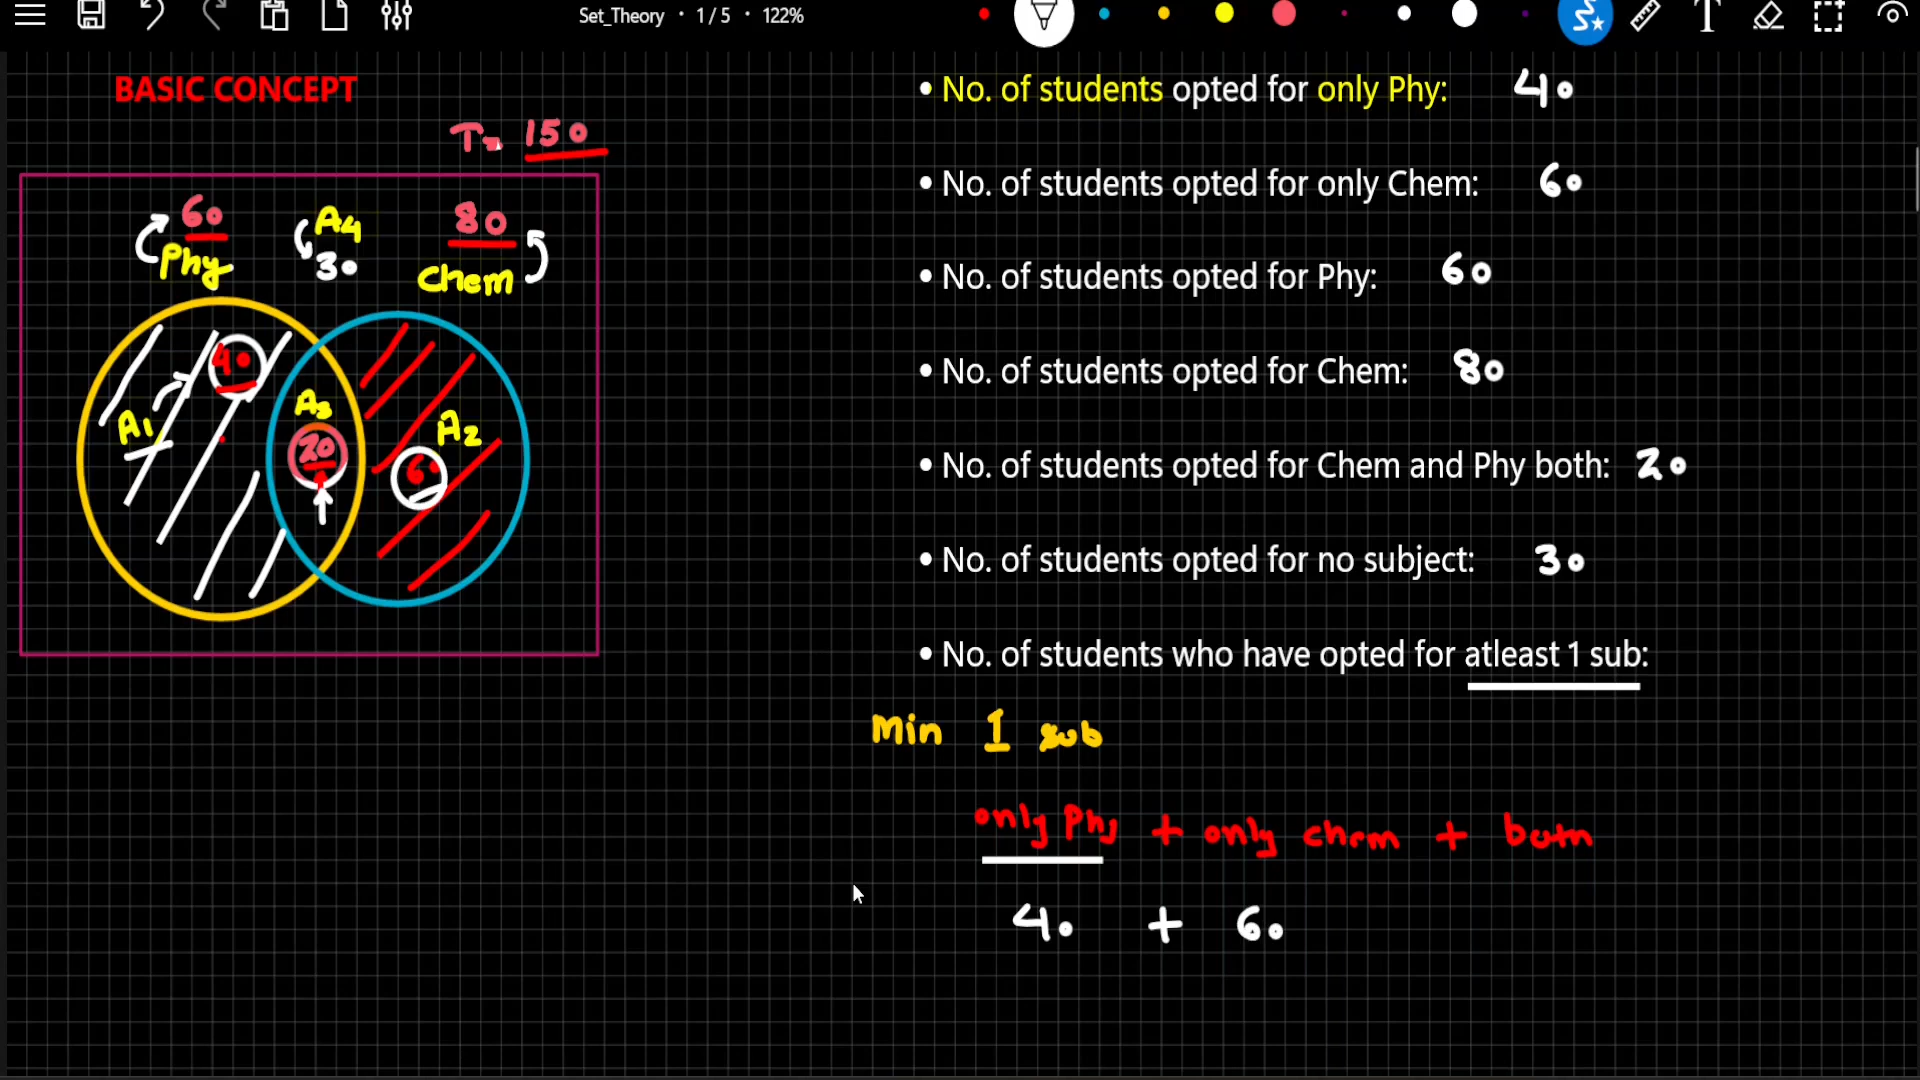 Set_Theory • 1 / 5 • 122%
BASIC CONCEPT
T= 150
60
A4
80
Phy
30
Chem
40
A1
A3
A2
20
60
• No. of students opted for only Phy: 40
• No. of students opted for only Chem: 60
• No. of students opted for Phy: 60
• No. of students opted for Chem: 80
• No. of students opted for Chem and Phy both: 20
• No. of students opted for no subject: 30
• No. of students who have opted for atleast 1 sub:
Min 1 sub
only Phy + only chem + both
40 + 60